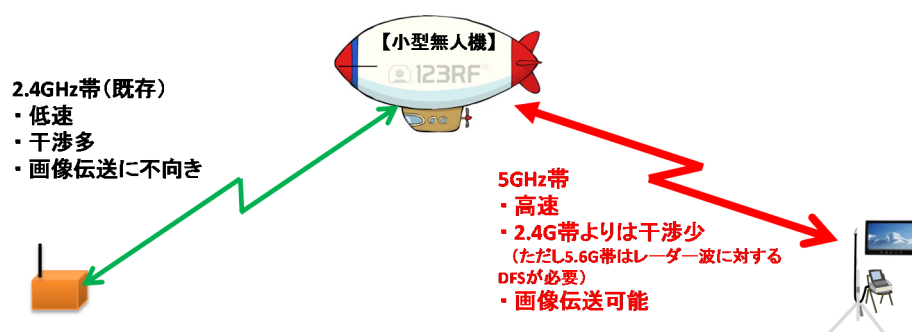 【小型無人機】
123RF
2.4GHz帯（既存）
・ 低速
・ 干渉多
・ 画像伝送に不向き
5GHz帯
・ 高速
・ 2.4G帯よりは干渉少
（ただし5.6G帯はレーダー波に対する
DFSが必要）
・ 画像伝送可能